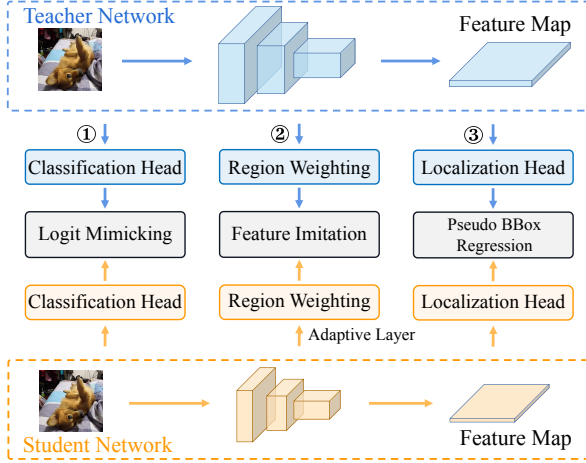 Teacher Network
Feature Map
① ② ③
Classification Head Region Weighting Localization Head
Logit Mimicking Feature Imitation Pseudo BBox
Regression
Classification Head Region Weighting Localization Head
Adaptive Layer
Student Network
Feature Map